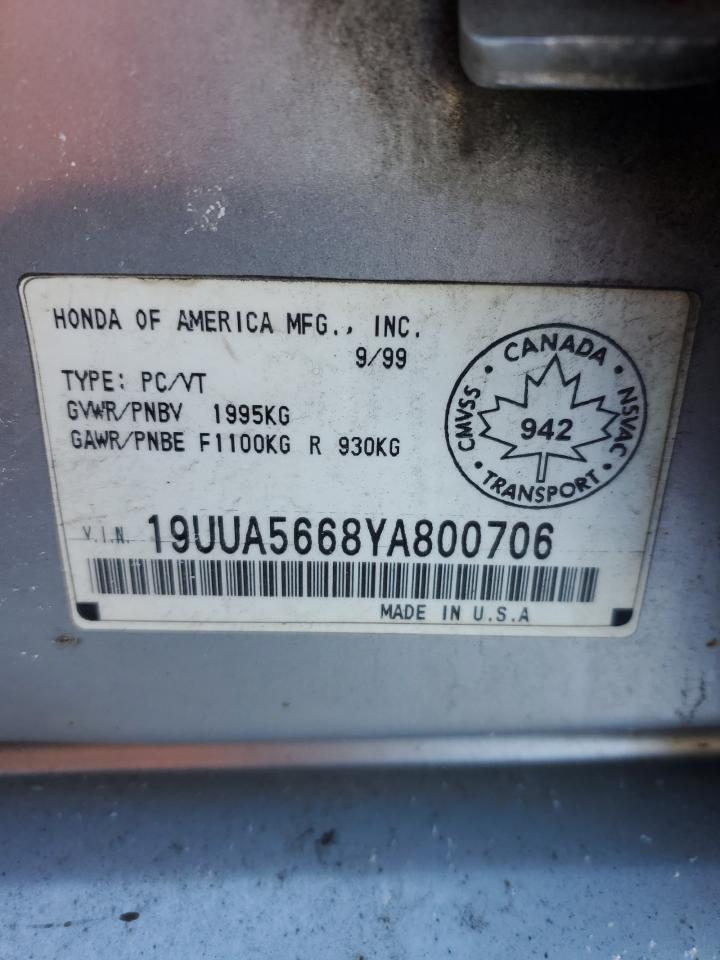 HONDA OF AMERICA MFG., INC.
9/99
TYPE: PC/VT
GVWR/PNBV 1995KG
GAWR/PNBE F1100KG R 930KG
CANADA • NSVAC • TRANSPORT • CMVSS •
942
V.I.N. 19UUA5668YA800706
MADE IN U.S.A